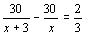 30/(x + 3) − 30/x = 2/3